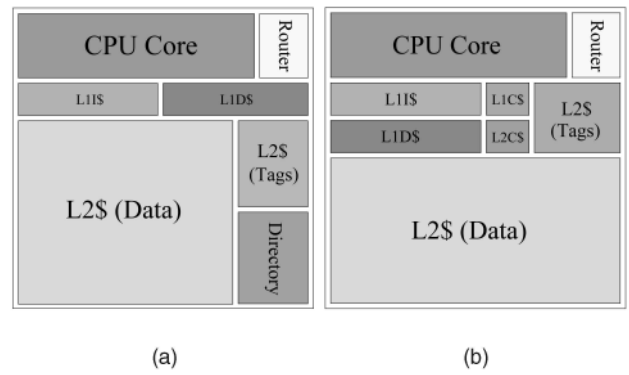 CPU Core
Router
L1I$
L1D$
L2$ (Data)
L2$
(Tags)
Directory
(a)
CPU Core
Router
L1I$
L1C$
L2$
(Tags)
L1D$
L2C$
L2$ (Data)
(b)